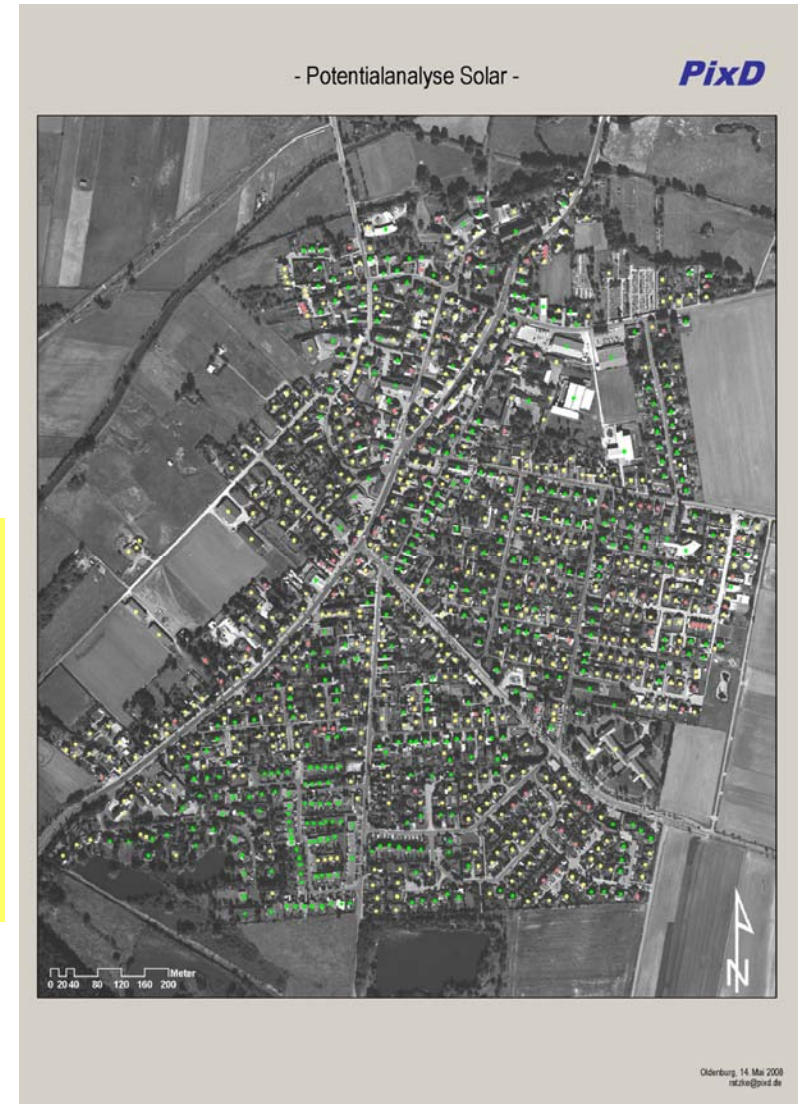 - Potentialanalyse Solar -
PixD
Meter
0 20 40 80 120 160 200
N
Oldenburg, 14. Mai 2008
ratzke@pixd.de